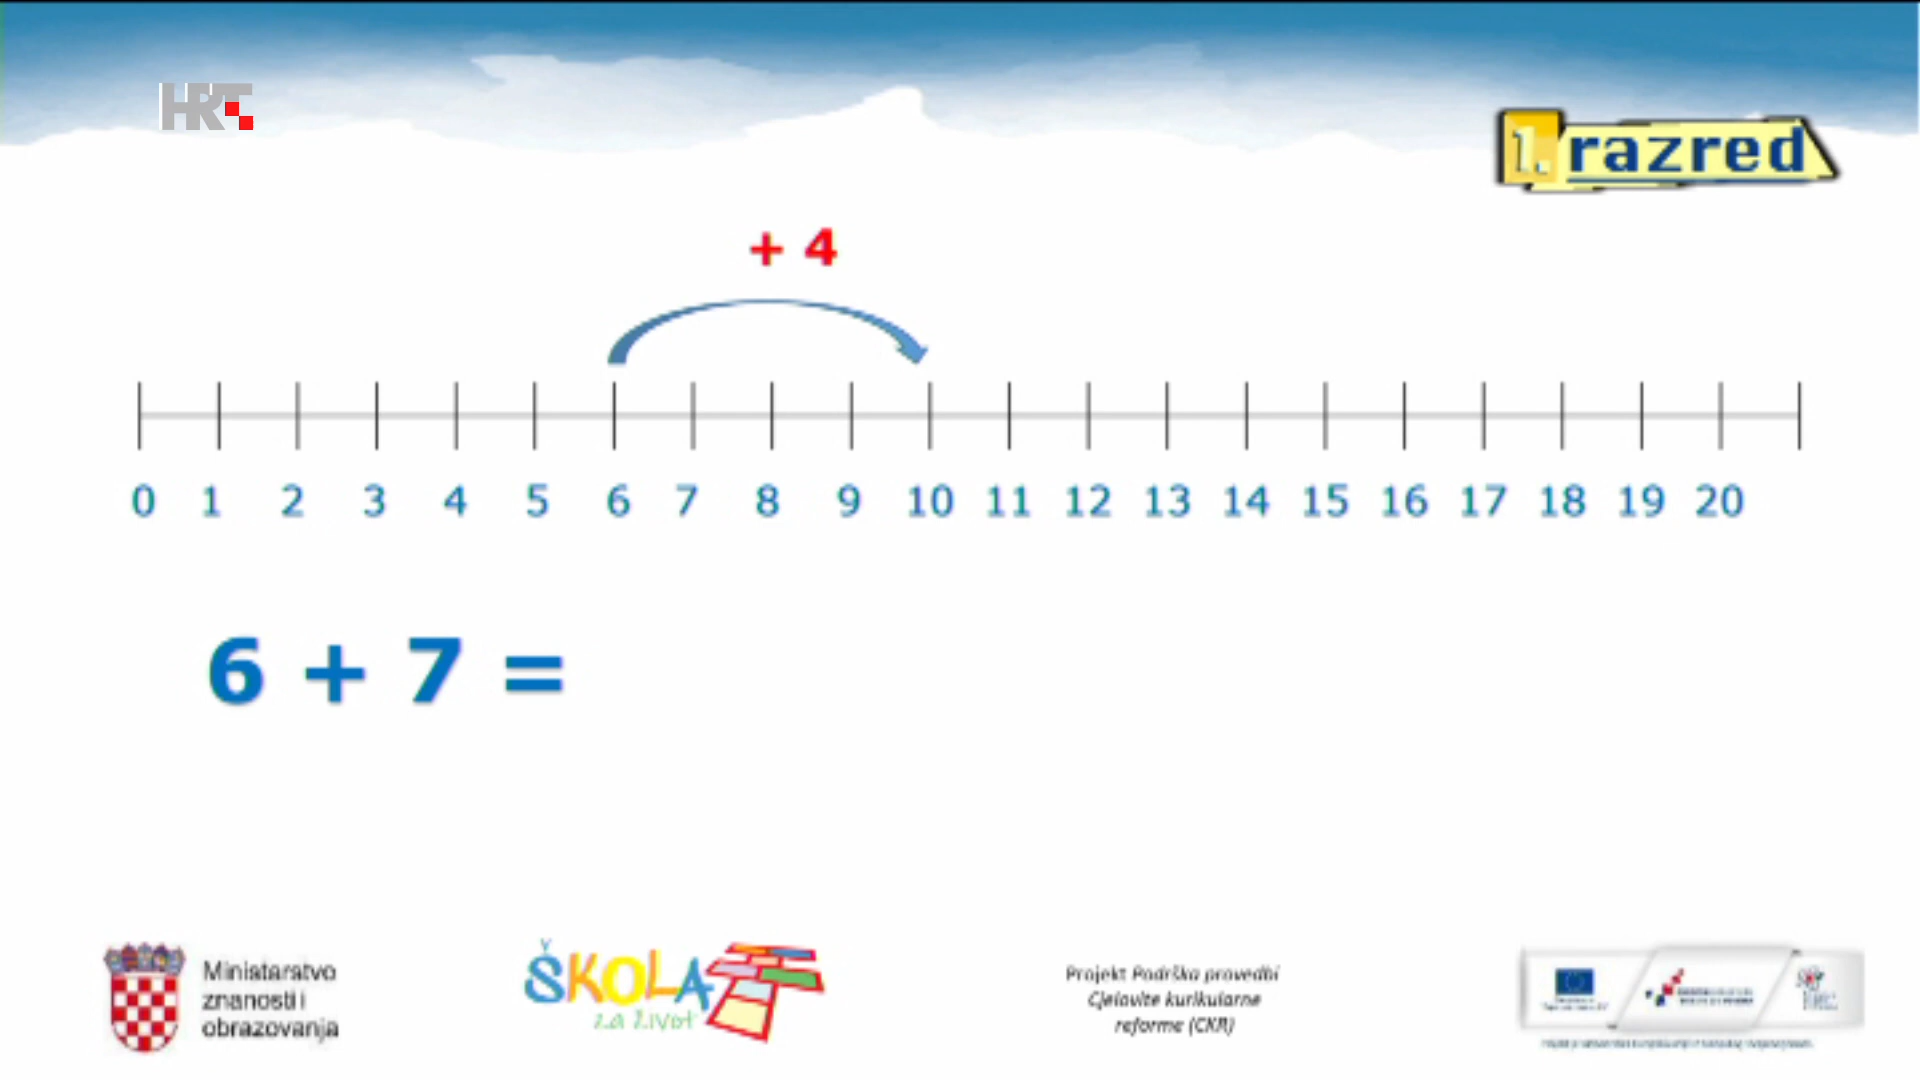 HRT
1. razred
+ 4
0 1 2 3 4 5 6 7 8 9 10 11 12 13 14 15 16 17 18 19 20
6 + 7 =
Ministarstvo
znanosti i
obrazovanja
ŠKOLA
za život
Projekt Podrška provedbi
Cjelovite kurikularne
reforme (CKR)